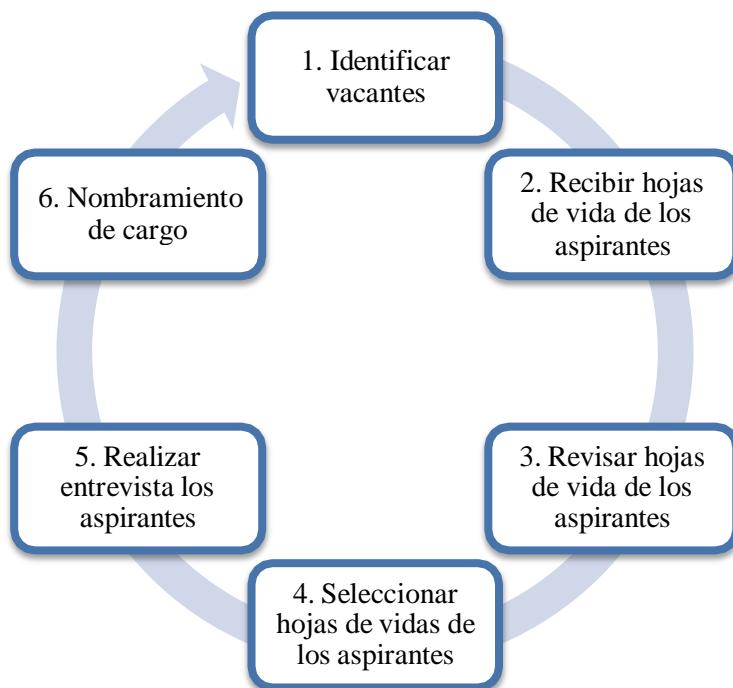 1. Identificar
vacantes
2. Recibir hojas
de vida de los
aspirantes
3. Revisar hojas
de vida de los
aspirantes
4. Seleccionar
hojas de vidas de
los aspirantes
5. Realizar
entrevista los
aspirantes
6. Nombramiento
de cargo